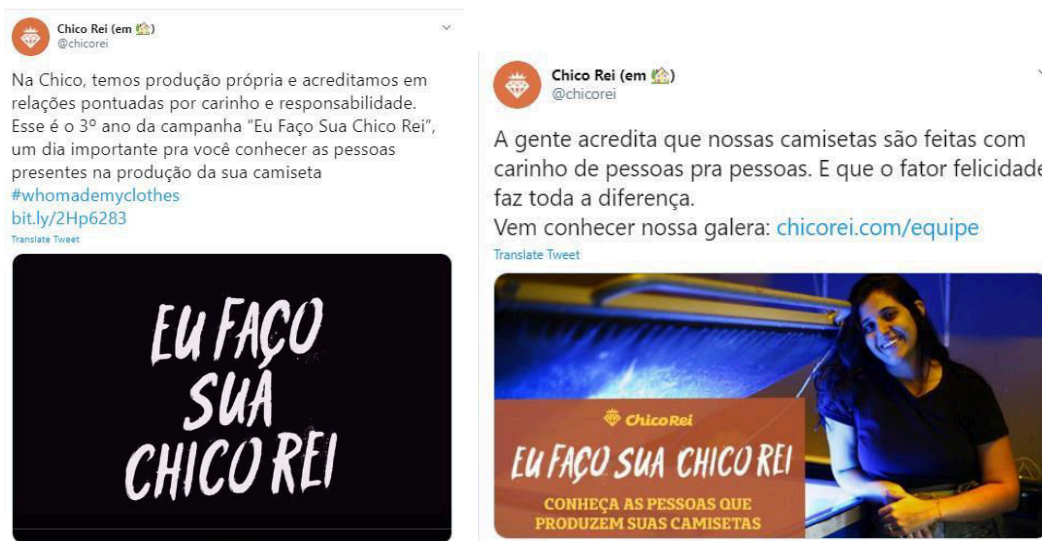 Chico Rei (em 🏡)
@chicorei
Na Chico, temos produção própria e acreditamos em
relações pontuadas por carinho e responsabilidade.
Esse é o 3º ano da campanha “Eu Faço Sua Chico Rei”,
um dia importante pra você conhecer as pessoas
presentes na produção da sua camiseta
#whomademyclothes
bit.ly/2Hp6283
Translate Tweet
EU FAÇO
SUA
CHICO REI
Chico Rei (em 🏡)
@chicorei
A gente acredita que nossas camisetas são feitas com
carinho de pessoas pra pessoas. E que o fator felicidade
faz toda a diferença.
Vem conhecer nossa galera: chicorei.com/equipe
Translate Tweet
ChicoRei
EU FAÇO SUA CHICO REI
CONHEÇA AS PESSOAS QUE
PRODUZEM SUAS CAMISETAS